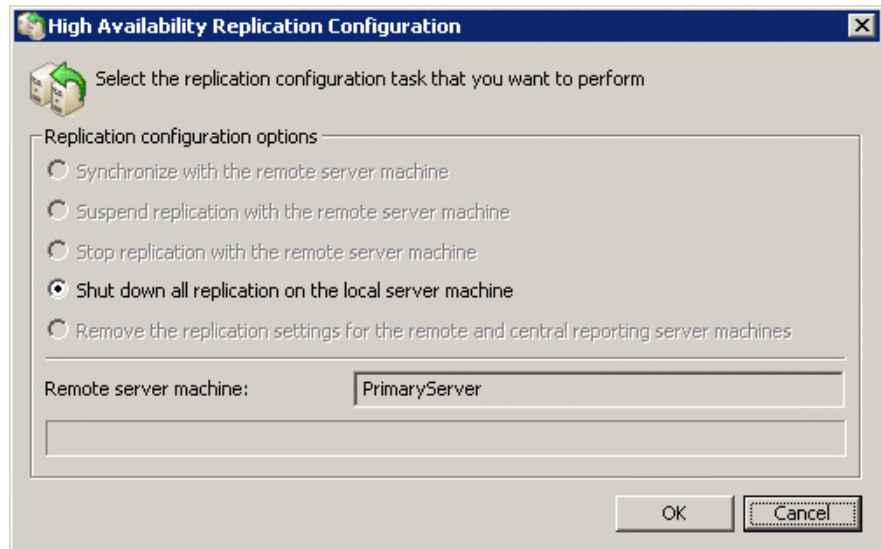 High Availability Replication Configuration
Select the replication configuration task that you want to perform
Replication configuration options
Synchronize with the remote server machine
Suspend replication with the remote server machine
Stop replication with the remote server machine
Shut down all replication on the local server machine
Remove the replication settings for the remote and central reporting server machines
Remote server machine: PrimaryServer
OK Cancel